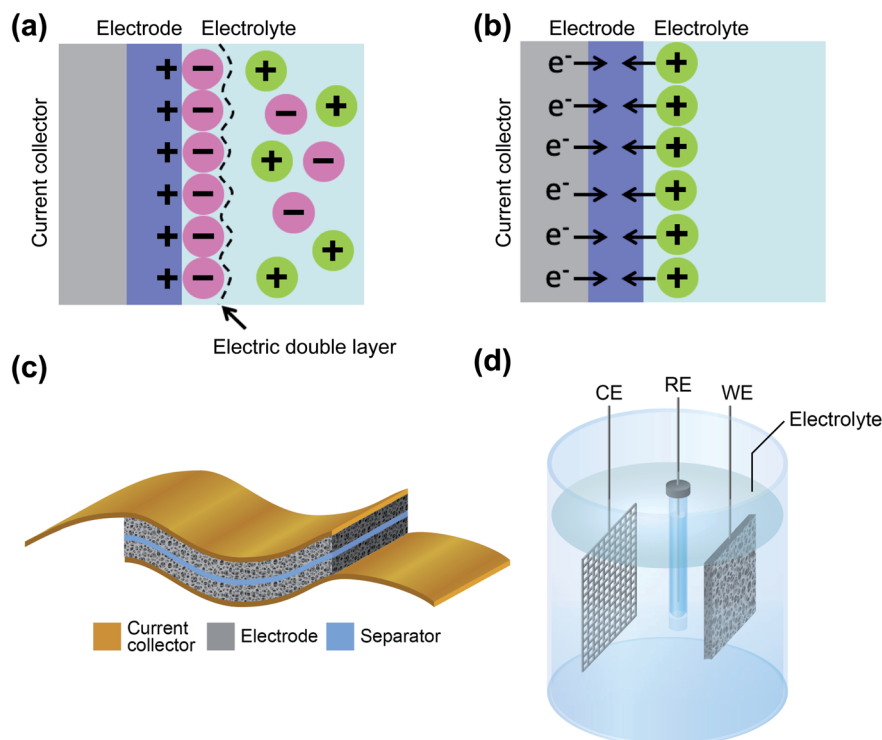 (a)
Electrode Electrolyte
Current collector
+ − + − +
+ − + −
+ − + −
+ − −
+ − +
+ − +
Electric double layer
(b)
Electrode Electrolyte
Current collector
e- +
e- +
e- +
e- +
e- +
e- +
(c)
Current
collector
Electrode
Separator
(d)
CE
RE
WE
Electrolyte